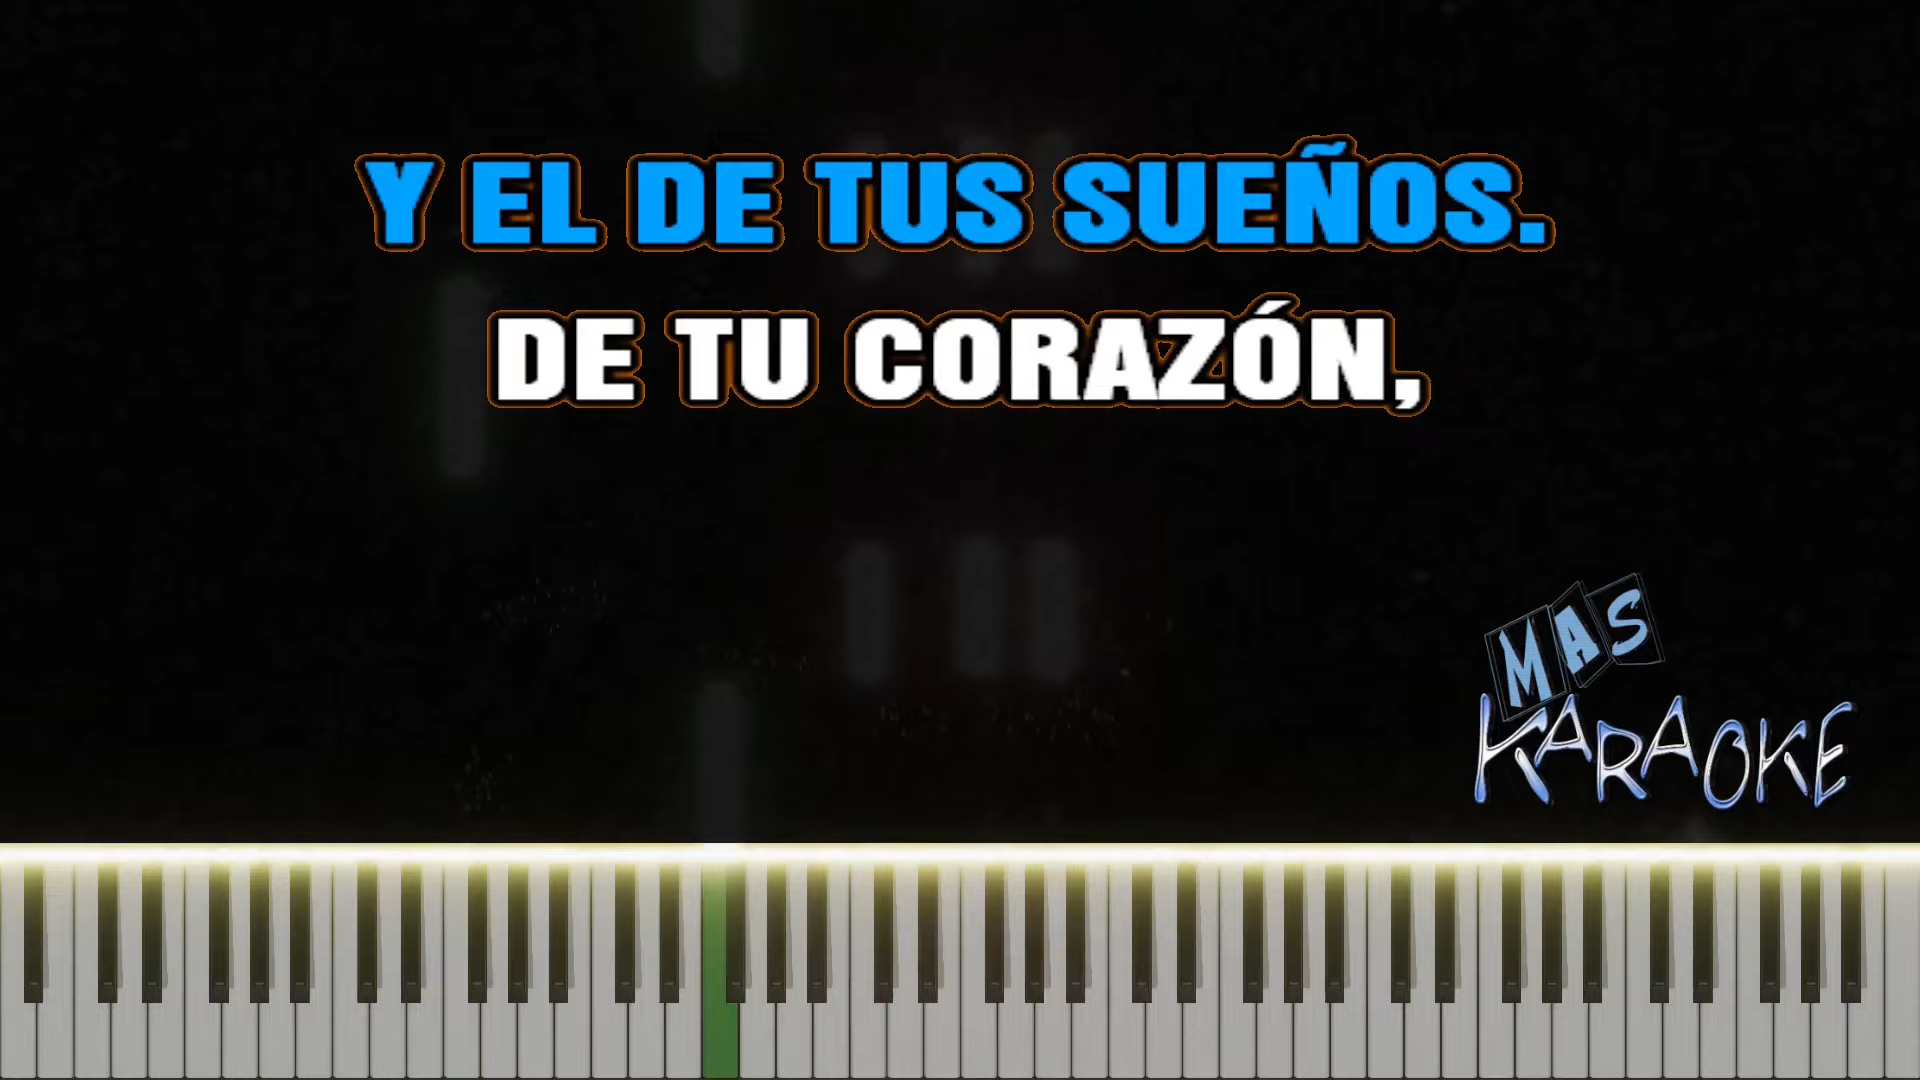 Y EL DE TUS SUEÑOS.
DE TU CORAZÓN,
MAS
KARAOKE